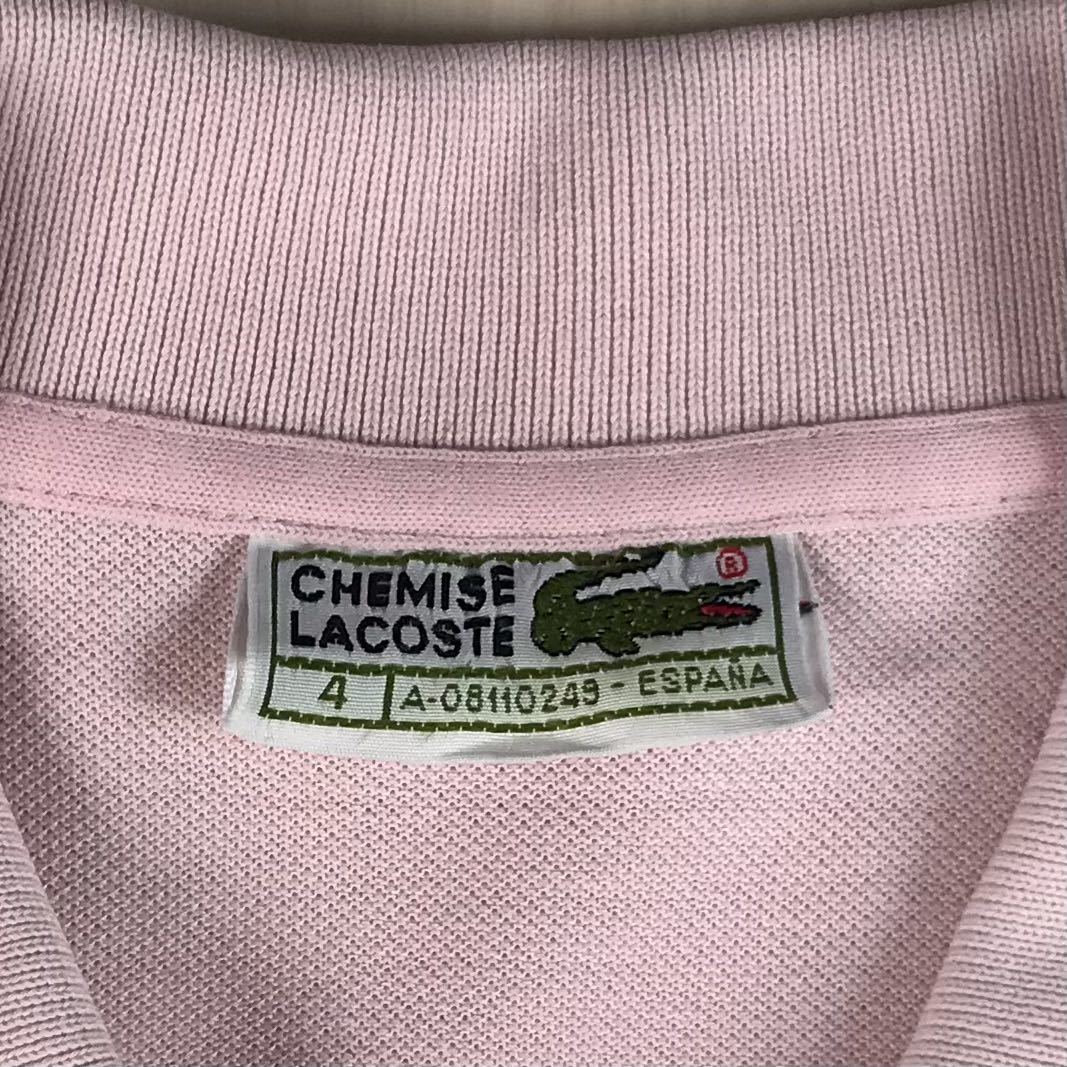 CHEMISE
LACOSTE
®
4 A-08110249 - ESPAÑA